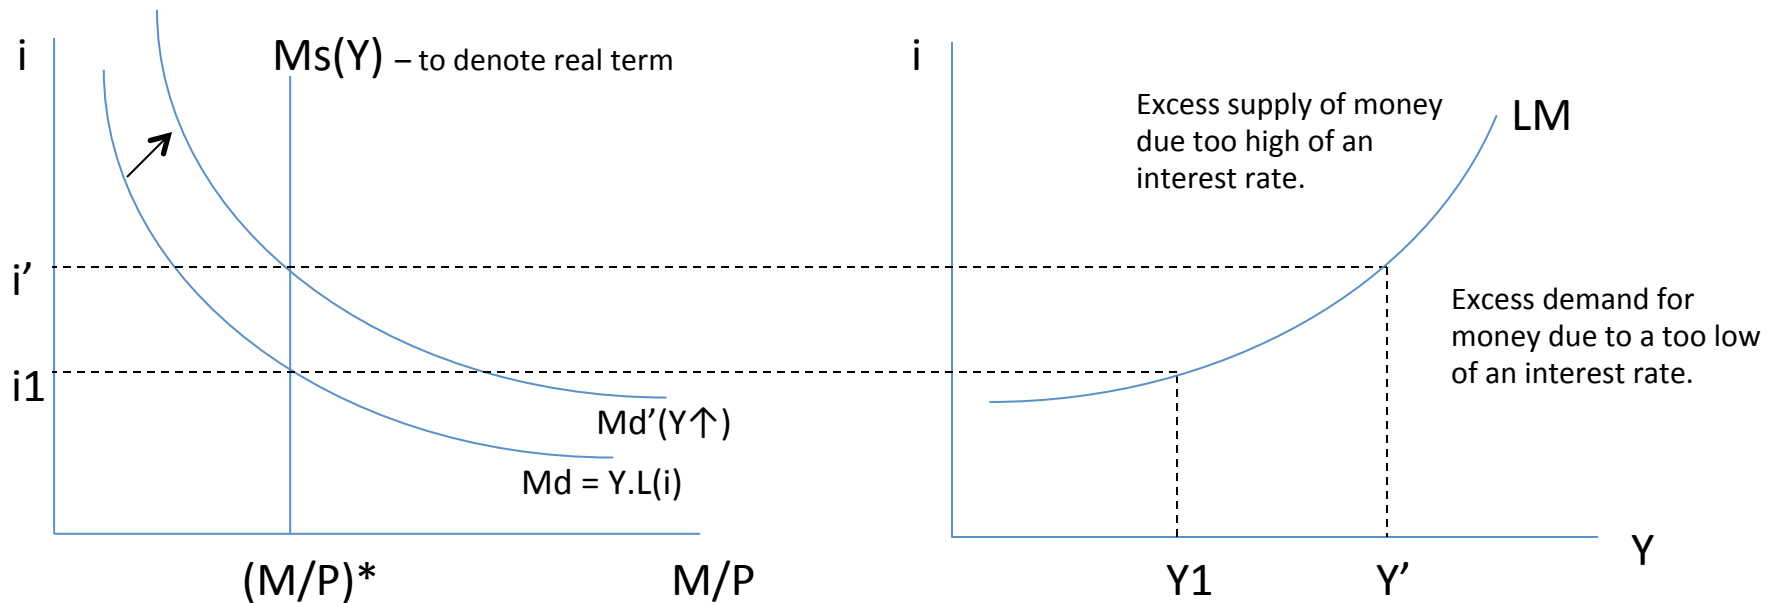 i
Ms(Y) – to denote real term
i’
i1
Md’(Y↑)
Md = Y.L(i)
(M/P)*
M/P
i
Excess supply of money
due too high of an
interest rate.
LM
Excess demand for
money due to a too low
of an interest rate.
Y1
Y’
Y